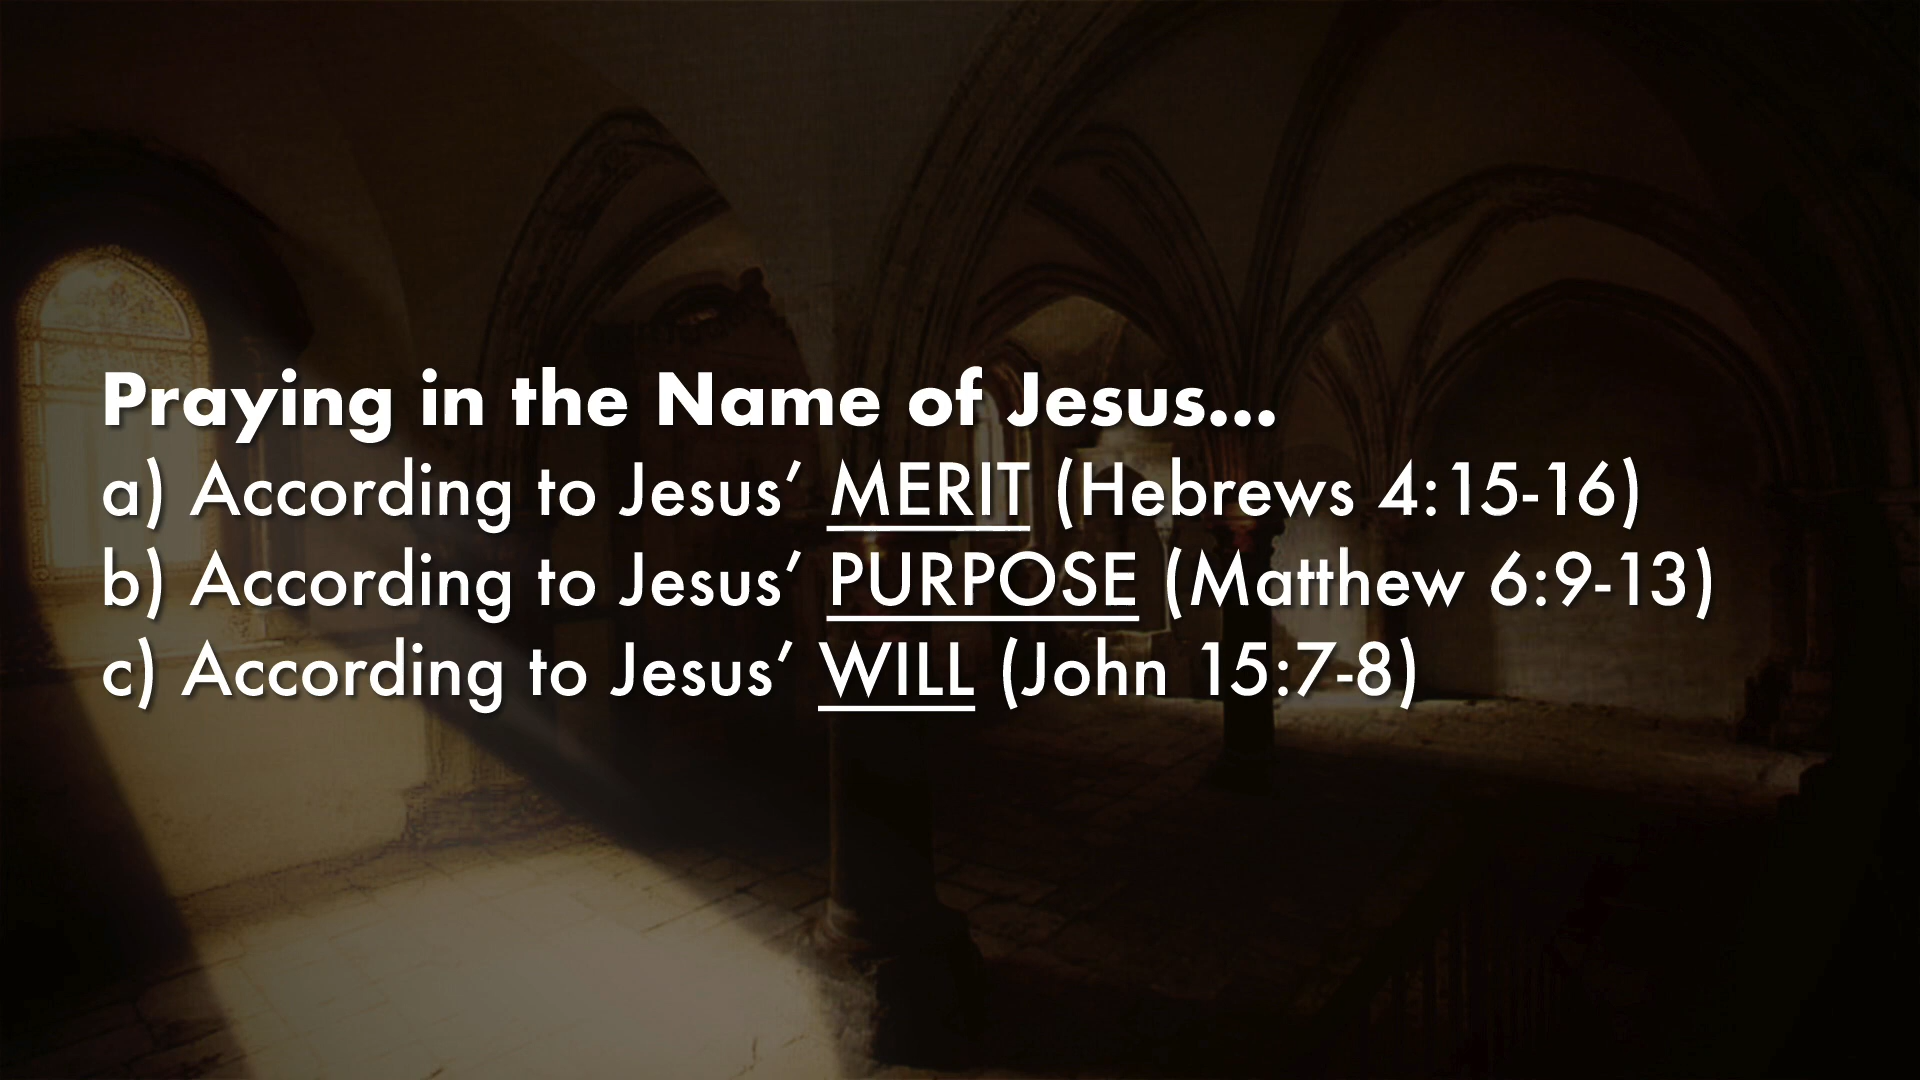 Praying in the Name of Jesus...
a) According to Jesus’ MERIT (Hebrews 4:15-16)
b) According to Jesus’ PURPOSE (Matthew 6:9-13)
c) According to Jesus’ WILL (John 15:7-8)